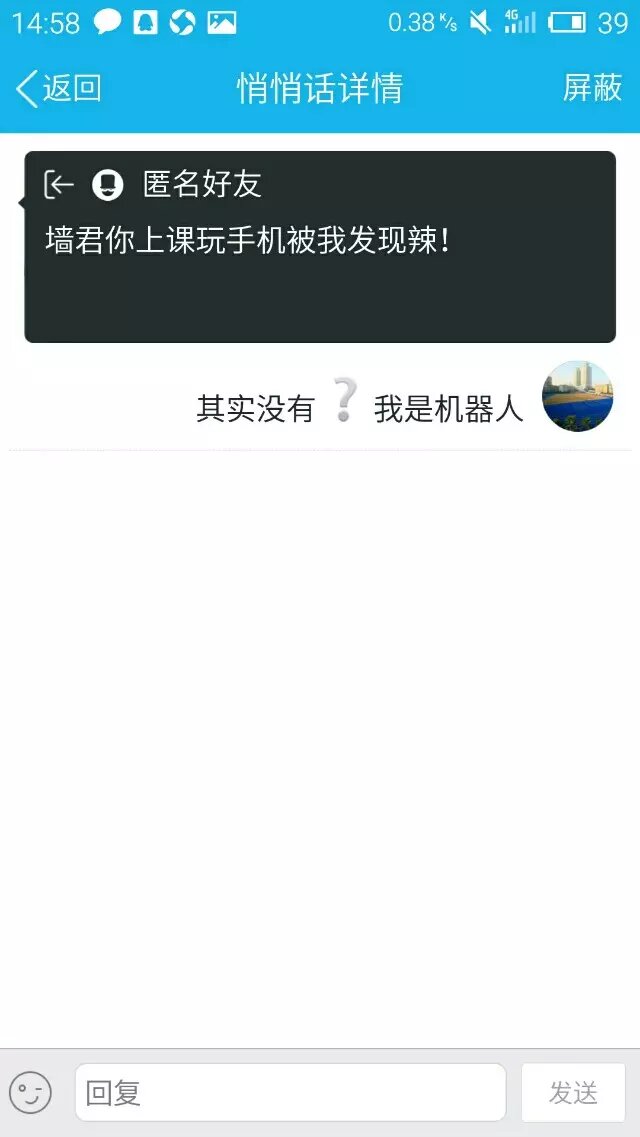 14:58 0.38 K/s 4G 39
返回 悄悄话详情 屏蔽
匿名好友
墙君你上课玩手机被我发现辣!
其实没有❔我是机器人
回复 发送